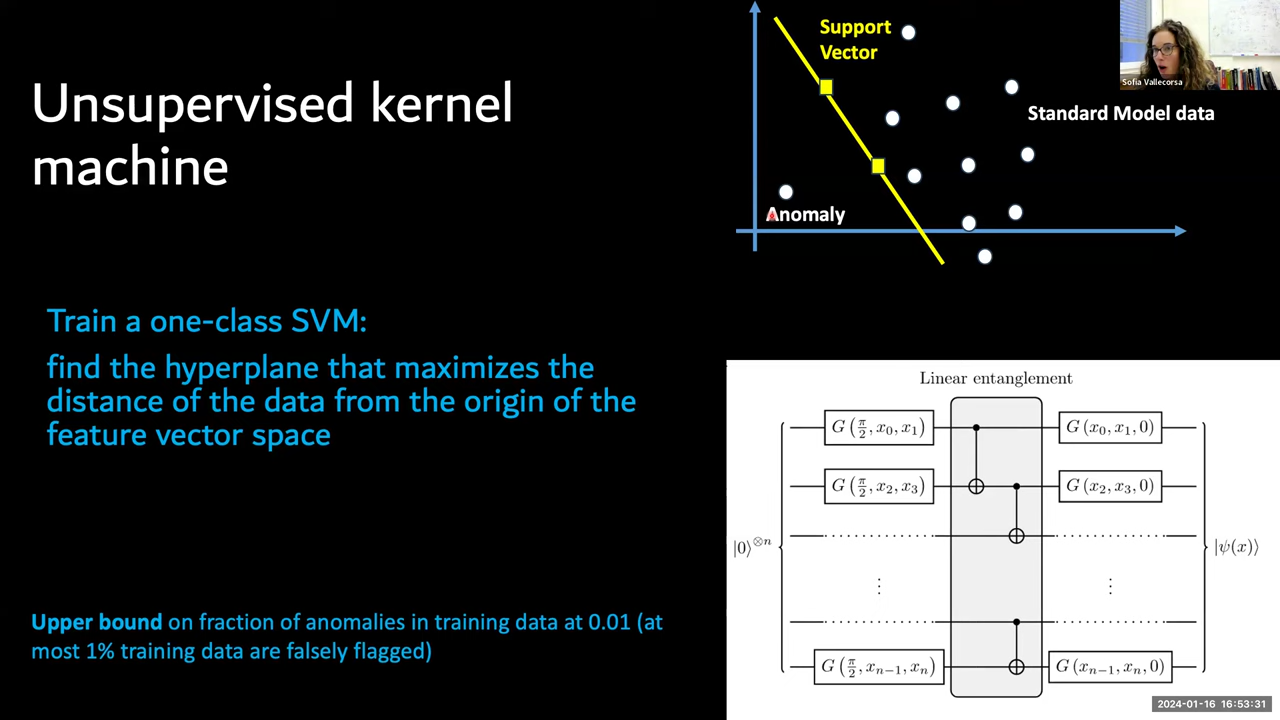 Unsupervised kernel
machine
Train a one-class SVM:
find the hyperplane that maximizes the
distance of the data from the origin of the
feature vector space
Upper bound on fraction of anomalies in training data at 0.01 (at
most 1% training data are falsely flagged)
Support
Vector
Standard Model data
Anomaly
Sofia Vallecorsa
Linear entanglement
G(π/2, x₀, x₁) G(x₀, x₁, 0)
G(π/2, x₂, x₃) G(x₂, x₃, 0)
|0⟩^⊗n |ψ(x)⟩
G(π/2, xₙ₋₁, xₙ) G(xₙ₋₁, xₙ, 0)
2024-01-16 16:53:31